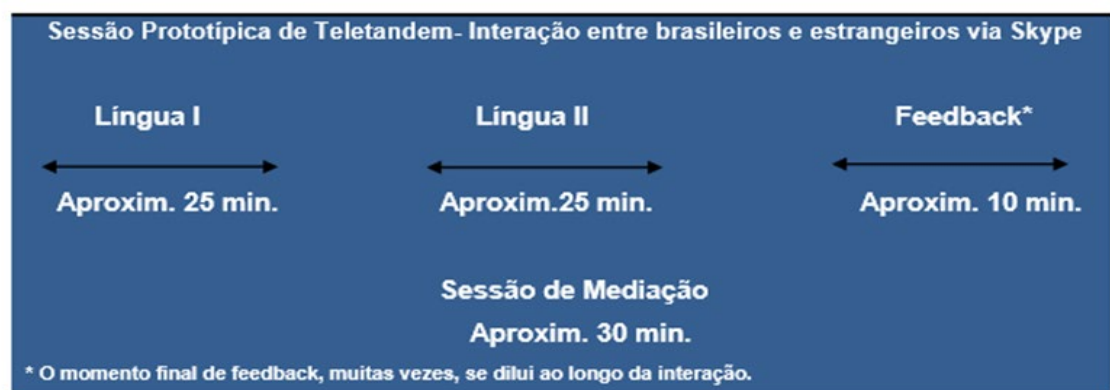 Sessão Prototípica de Teletandem- Interação entre brasileiros e estrangeiros via Skype
Língua I Língua II Feedback*
Aproxim. 25 min. Aproxim.25 min. Aproxim. 10 min.
Sessão de Mediação
Aproxim. 30 min.
* O momento final de feedback, muitas vezes, se dilui ao longo da interação.